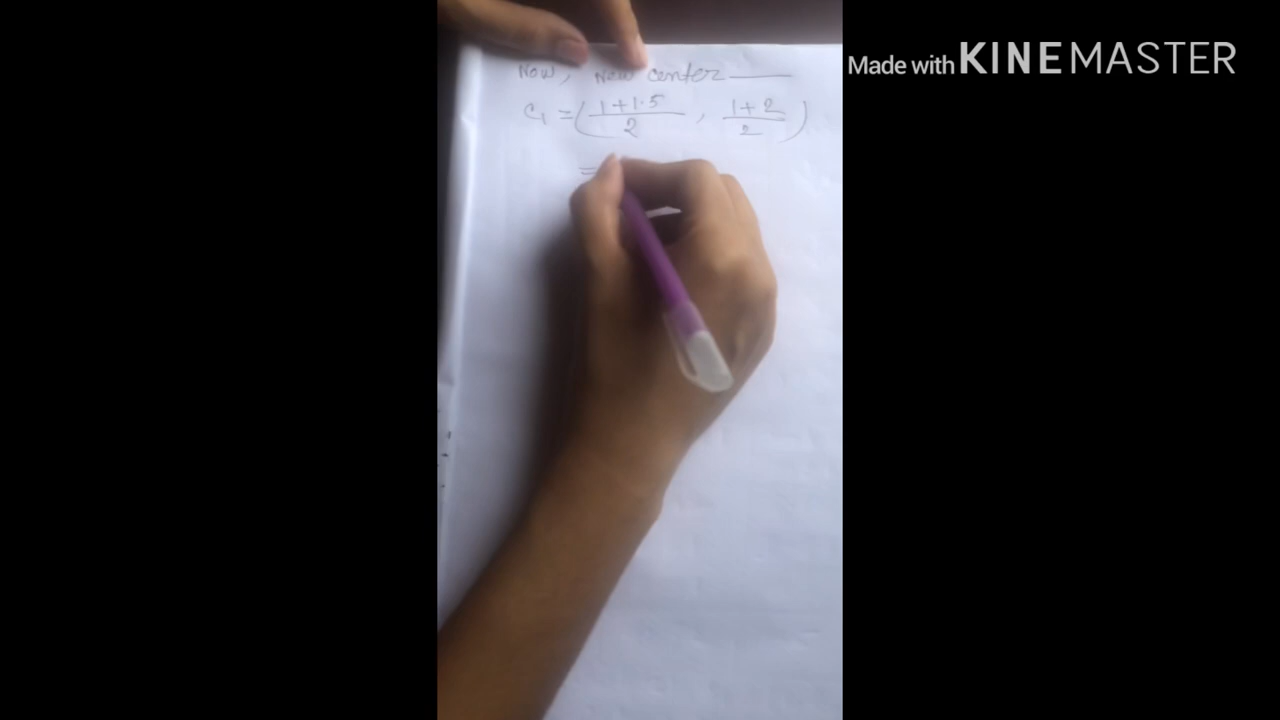 Made with KINEMASTER
Now, New center
C₁ = ( 1+1.5 / 2 , 1+2 / 2 )
=